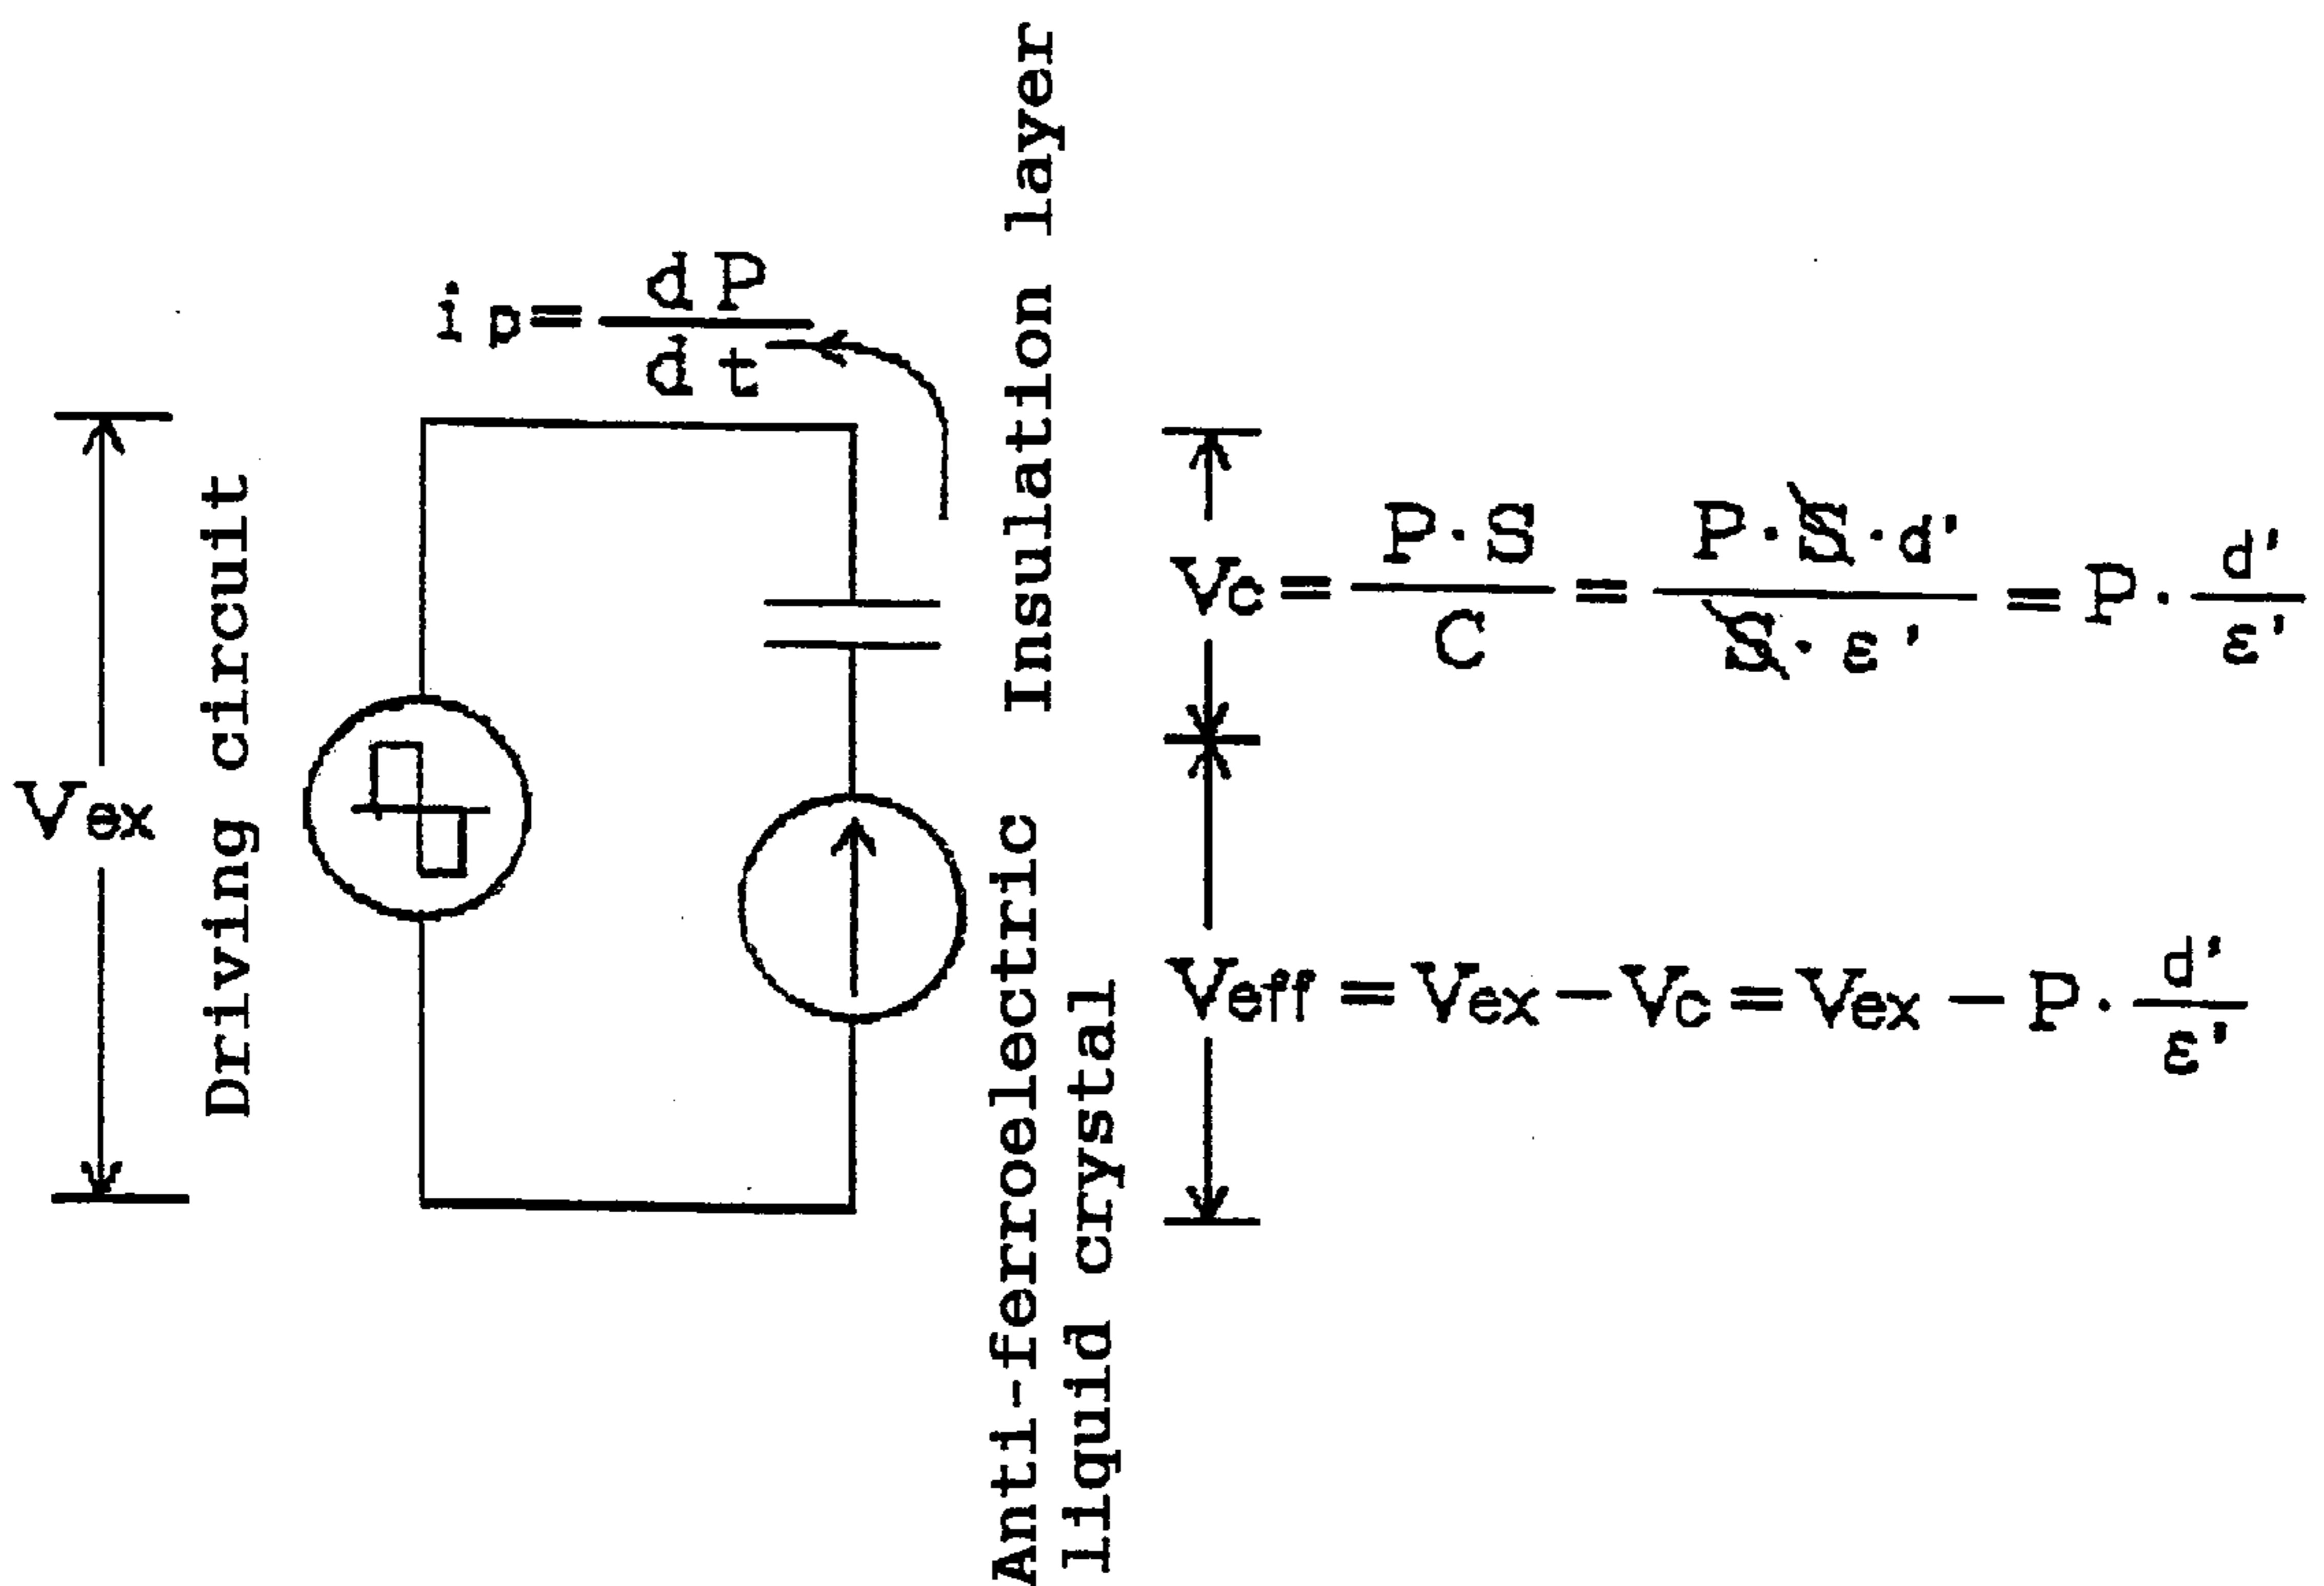 Vex
Driving circuit
ip = dP/dt
Insulation layer
Anti-ferroelectric
liquid crystal
Vc = P·S/C = P·S·d'/S·ε' = P·d'/ε'
Veff = Vex − Vc = Vex − P·d'/ε'